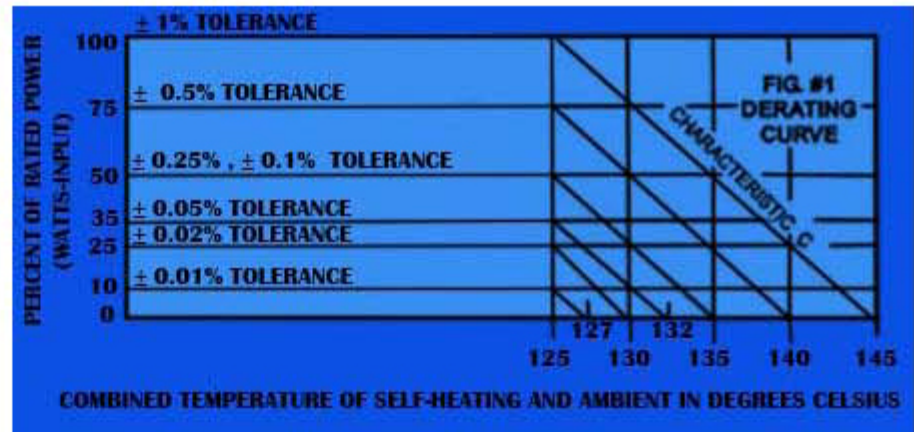 ± 1% TOLERANCE
100
± 0.5% TOLERANCE
75
± 0.25% , ± 0.1% TOLERANCE
50
± 0.05% TOLERANCE
35
± 0.02% TOLERANCE
25
± 0.01% TOLERANCE
10
0
PERCENT OF RATED POWER
(WATTS-INPUT)
FIG. #1
DERATING
CURVE
CHARACTERISTIC, C
127 132
125 130 135 140 145
COMBINED TEMPERATURE OF SELF-HEATING AND AMBIENT IN DEGREES CELSIUS